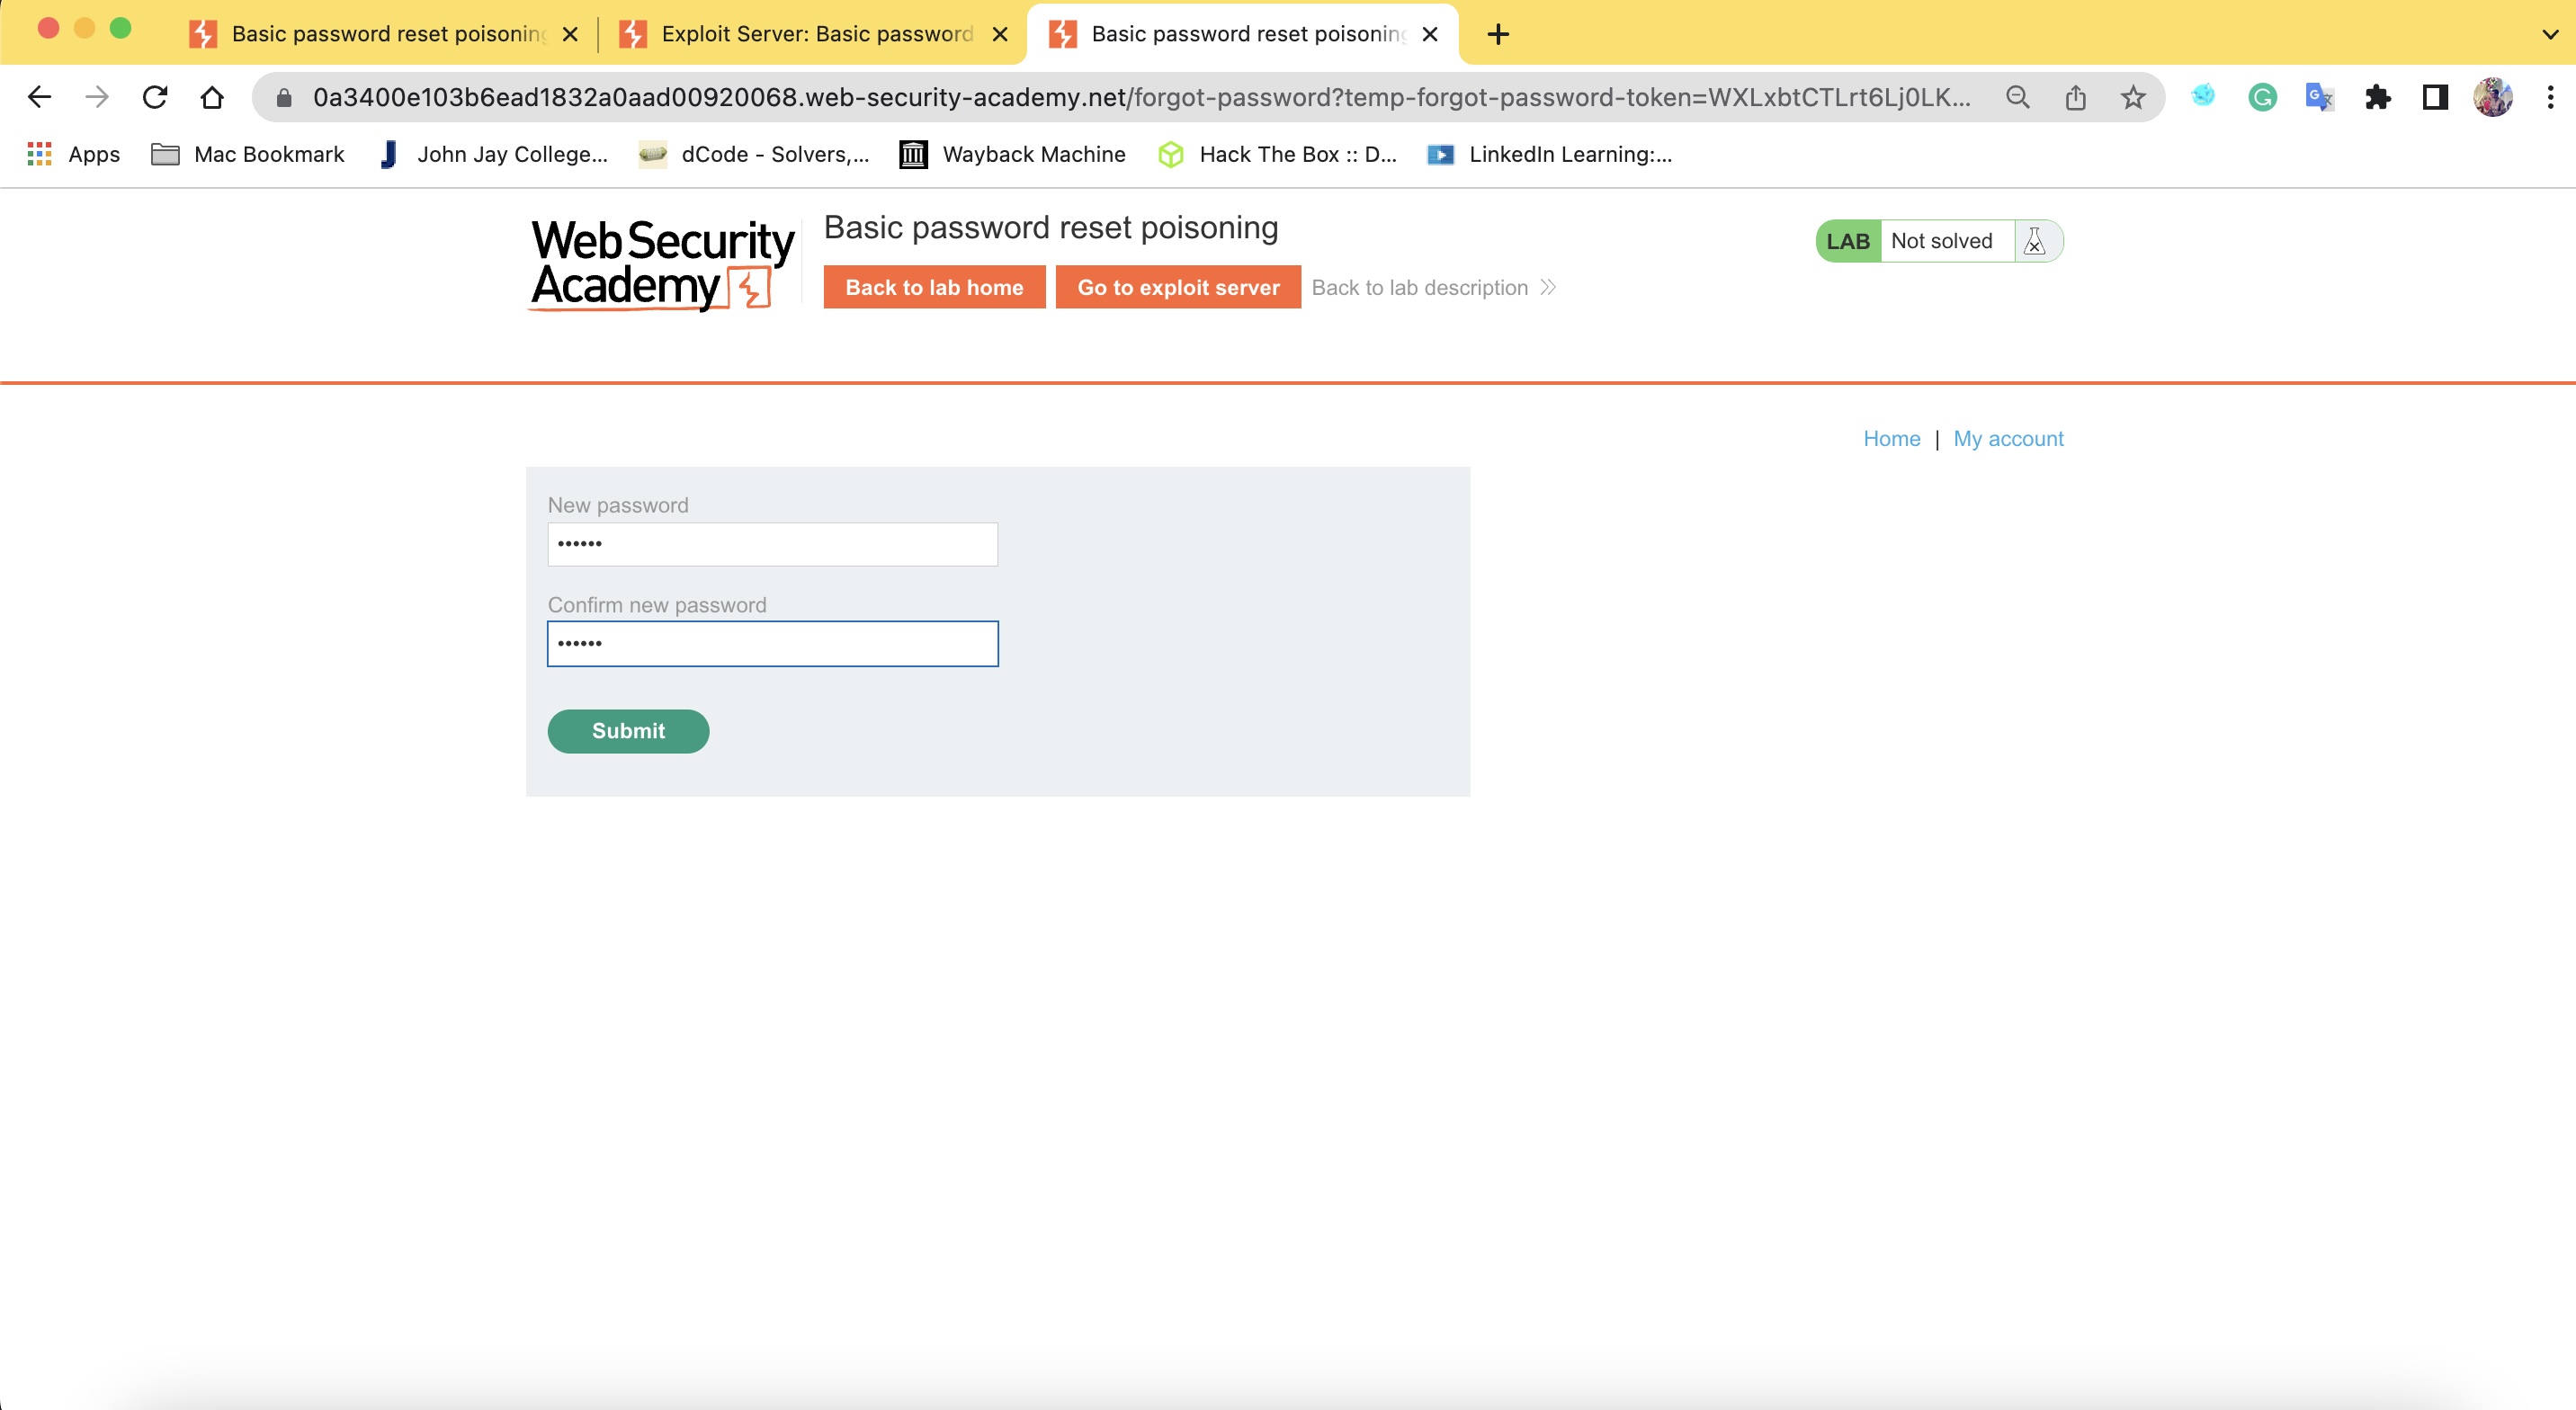 Basic password reset poisoning
Exploit Server: Basic password
Basic password reset poisoning
0a3400e103b6ead1832a0aad00920068.web-security-academy.net/forgot-password?temp-forgot-password-token=WXLxbtCTLrt6Lj0LK...
Apps
Mac Bookmark
John Jay College...
dCode - Solvers,...
Wayback Machine
Hack The Box :: D...
LinkedIn Learning:...
Web Security
Academy
Basic password reset poisoning
Back to lab home
Go to exploit server
Back to lab description
LAB
Not solved
Home | My account
New password
••••••
Confirm new password
••••••
Submit